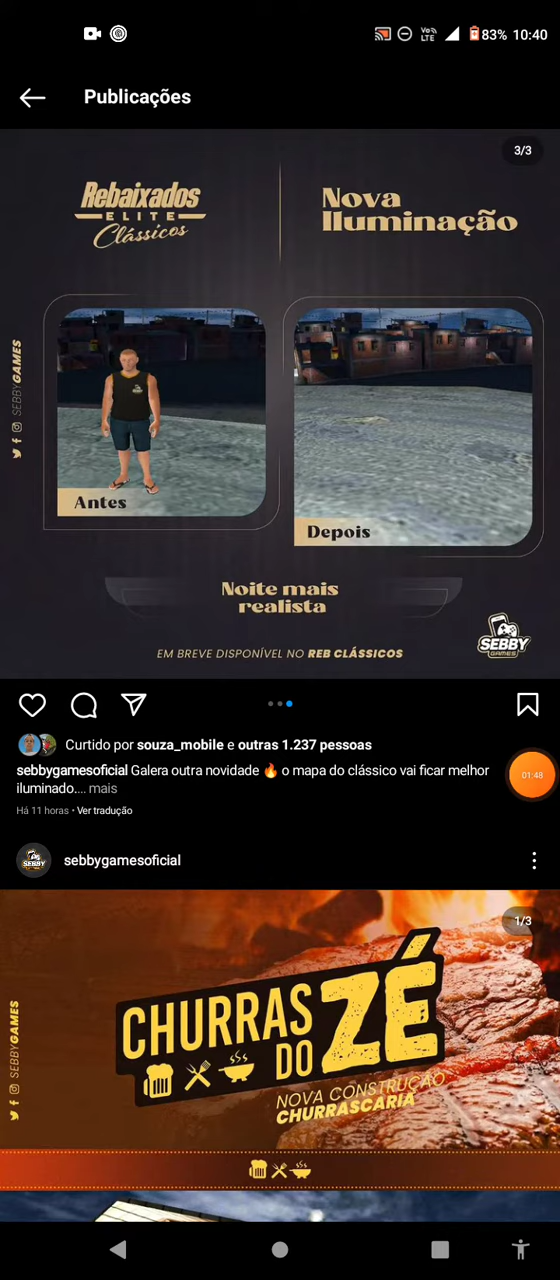 Vo)) LTE 83% 10:40
Publicações
3/3
Rebaixados
ELITE
Clássicos
Nova
Iluminação
SEBBYGAMES
Antes
Depois
Noite mais
realista
EM BREVE DISPONÍVEL NO REB CLÁSSICOS
SEBBY
GAMES
Curtido por souza_mobile e outras 1.237 pessoas
sebbygamesoficial Galera outra novidade 🔥 o mapa do clássico vai ficar melhor
iluminado.... mais
01:48
Há 11 horas • Ver tradução
SEBBY
sebbygamesoficial
1/3
CHURRAS
DO ZÉ
NOVA CONSTRUÇÃO
CHURRASCARIA
SEBBYGAMES